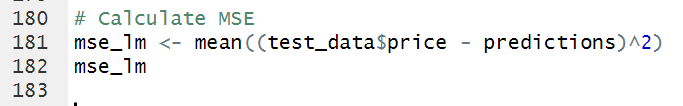 180 # Calculate MSE
181 mse_lm <- mean((test_data$price - predictions)^2)
182 mse_lm
183